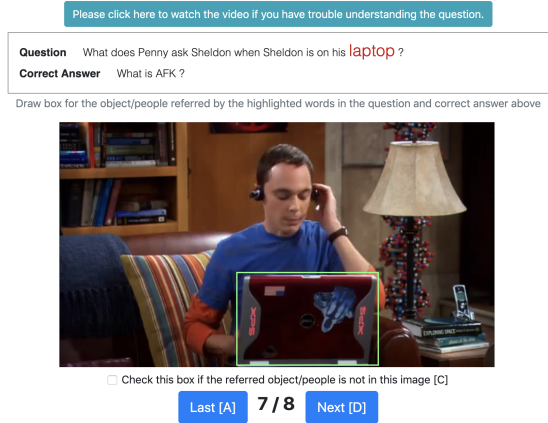 Please click here to watch the video if you have trouble understanding the question.
Question What does Penny ask Sheldon when Sheldon is on his laptop ?
Correct Answer What is AFK ?
Draw box for the object/people referred by the highlighted words in the question and correct answer above
EXPLORING SPACE
Check this box if the referred object/people is not in this image [C]
Last [A] 7 / 8 Next [D]